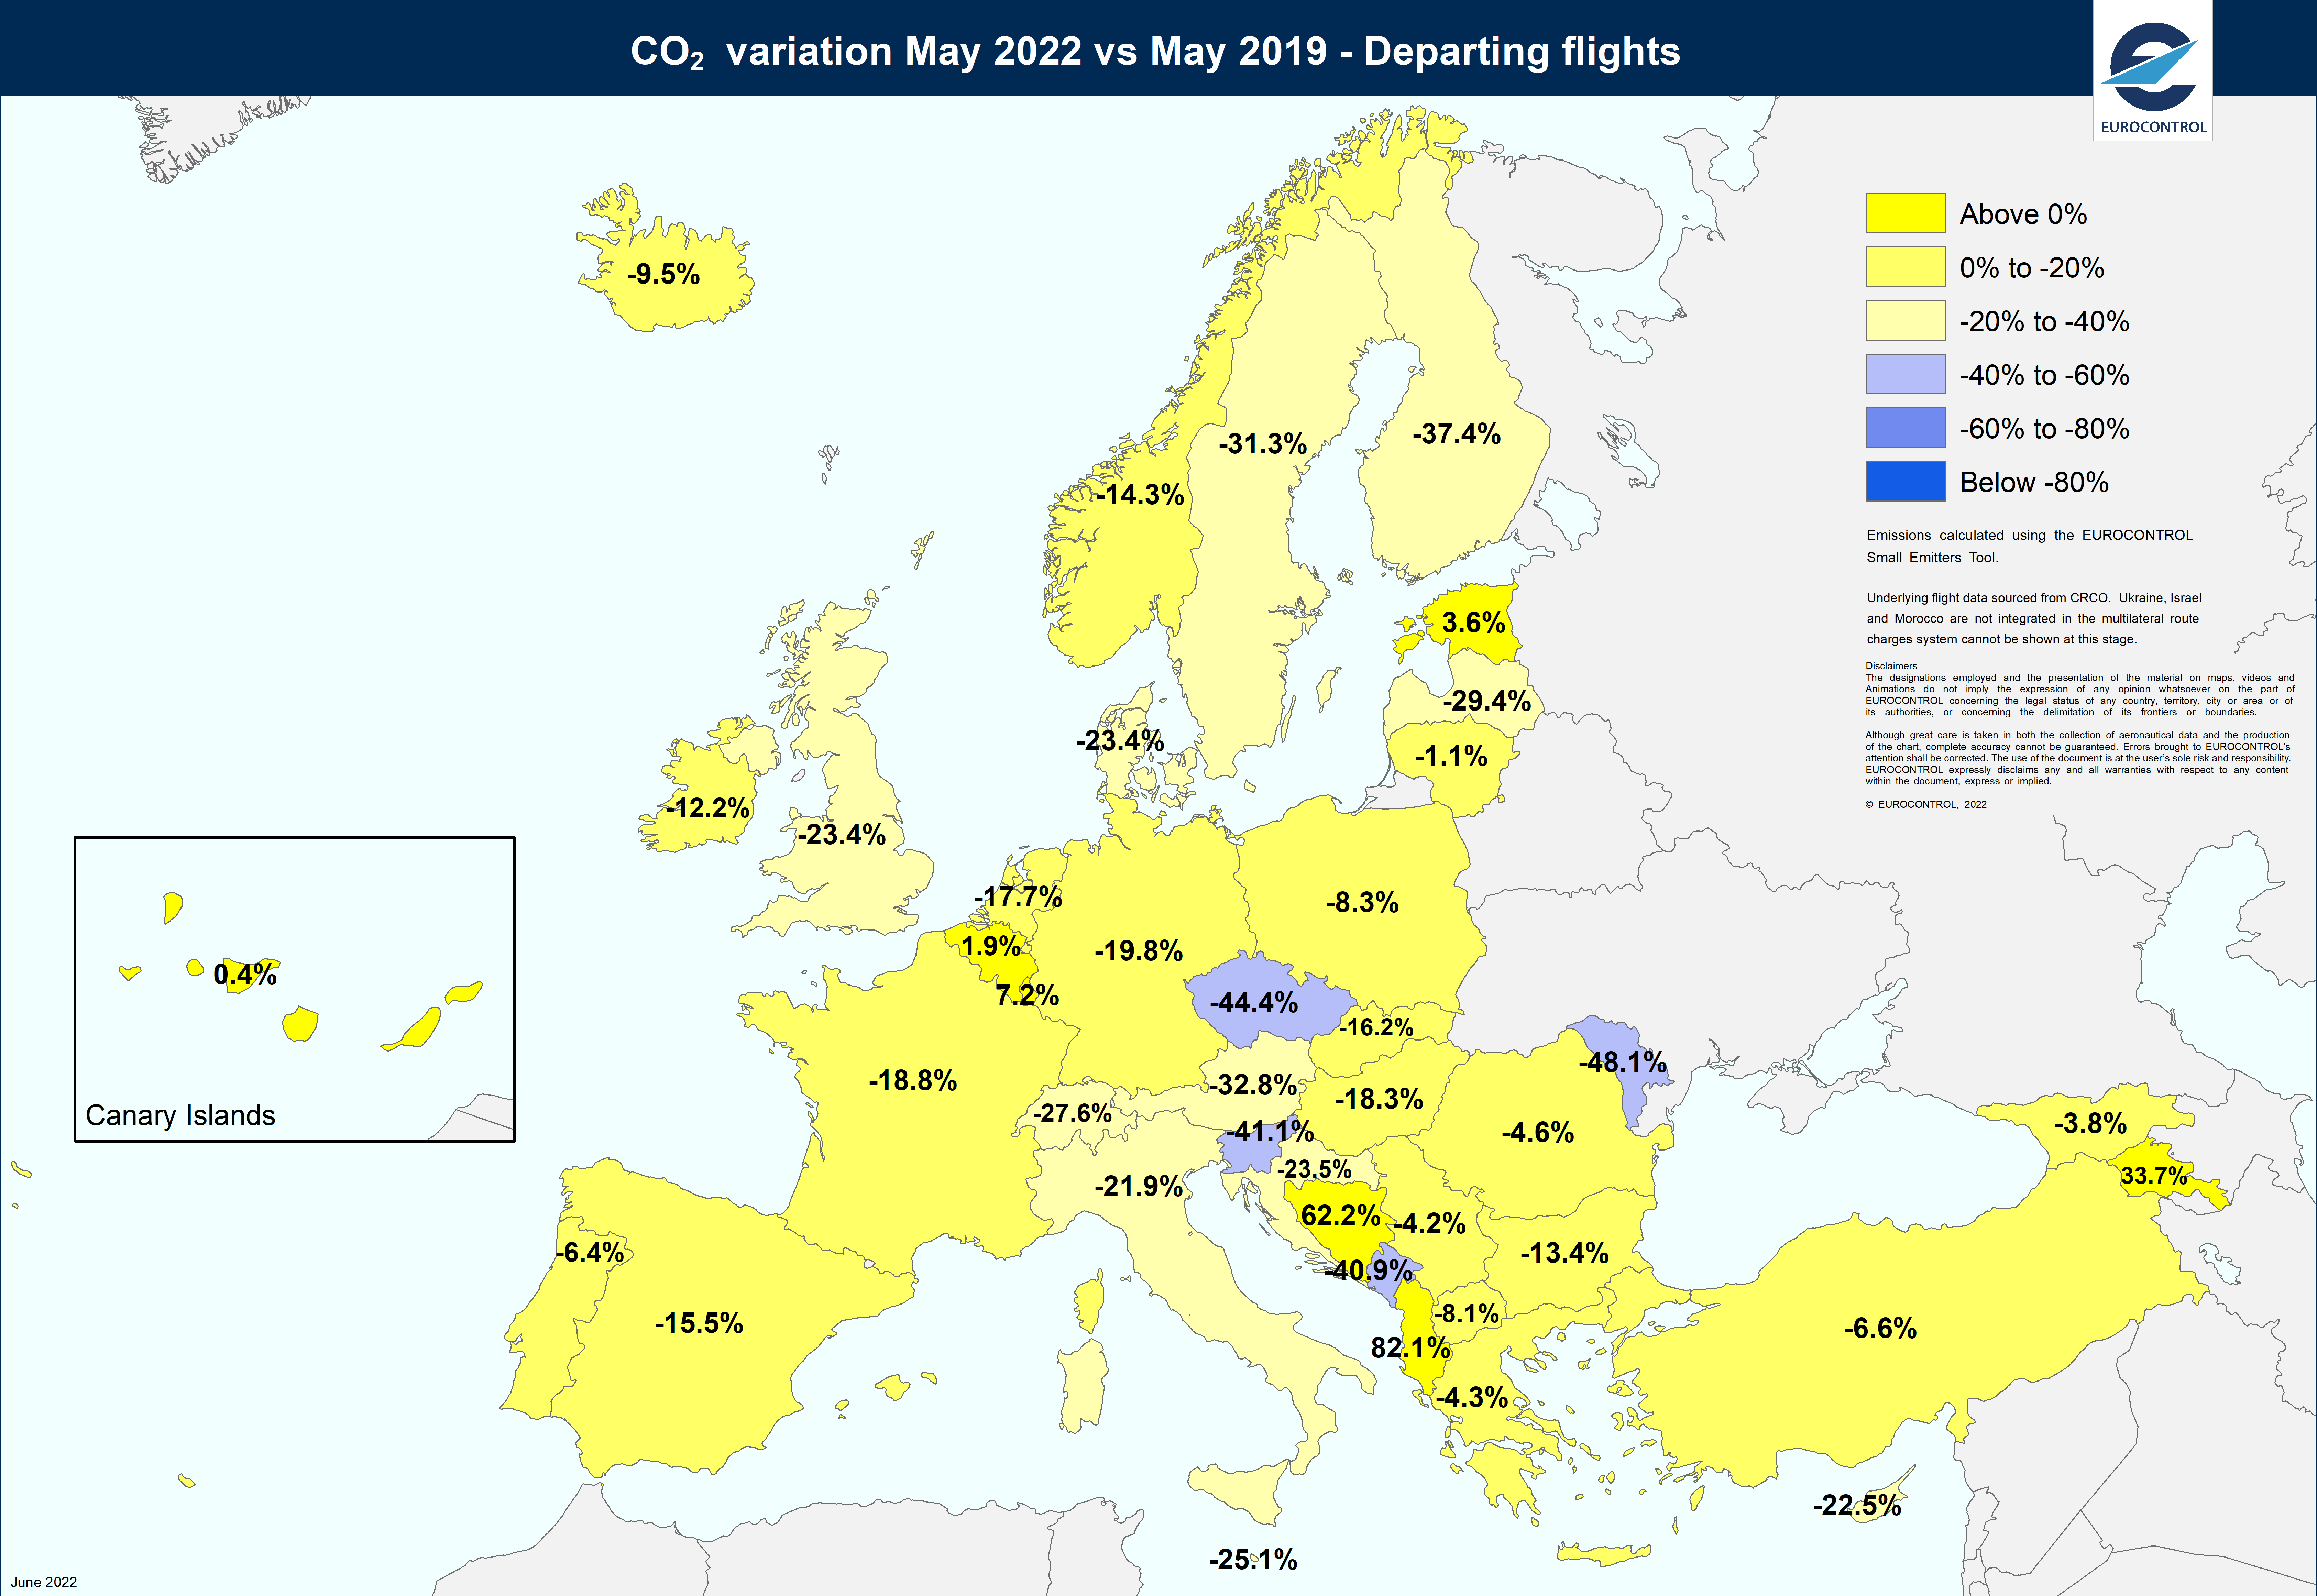 CO₂ variation May 2022 vs May 2019 - Departing flights
EUROCONTROL
Above 0%
0% to -20%
-20% to -40%
-40% to -60%
-60% to -80%
Below -80%
Emissions calculated using the EUROCONTROL
Small Emitters Tool.
Underlying flight data sourced from CRCO. Ukraine, Israel
and Morocco are not integrated in the multilateral route
charges system cannot be shown at this stage.
Disclaimers
The designations employed and the presentation of the material on maps, videos and
Animations do not imply the expression of any opinion whatsoever on the part of
EUROCONTROL concerning the legal status of any country, territory, city or area or of
its authorities, or concerning the delimitation of its frontiers or boundaries.
Although great care is taken in both the collection of aeronautical data and the production
of the chart, complete accuracy cannot be guaranteed. Errors brought to EUROCONTROL's
attention shall be corrected. The use of the document is at the user's sole risk and responsibility.
EUROCONTROL expressly disclaims any and all warranties with respect to any content
within the document, express or implied.
© EUROCONTROL, 2022
-9.5%
-37.4%
-31.3%
-14.3%
3.6%
-29.4%
-23.4%
-1.1%
-12.2%
-23.4%
-17.7%
-8.3%
1.9%
-19.8%
0.4%
7.2%
-44.4%
-16.2%
-48.1%
-18.8%
-32.8%
-18.3%
-27.6%
Canary Islands
-3.8%
-41.1%
-4.6%
-23.5%
33.7%
-21.9%
62.2%
-4.2%
-6.4%
-13.4%
-40.9%
-8.1%
-15.5%
-6.6%
82.1%
-4.3%
-22.5%
-25.1%
June 2022